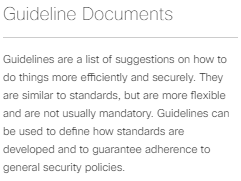 Guideline Documents
Guidelines are a list of suggestions on how to
do things more efficiently and securely. They
are similar to standards, but are more flexible
and are not usually mandatory. Guidelines can
be used to define how standards are
developed and to guarantee adherence to
general security policies.